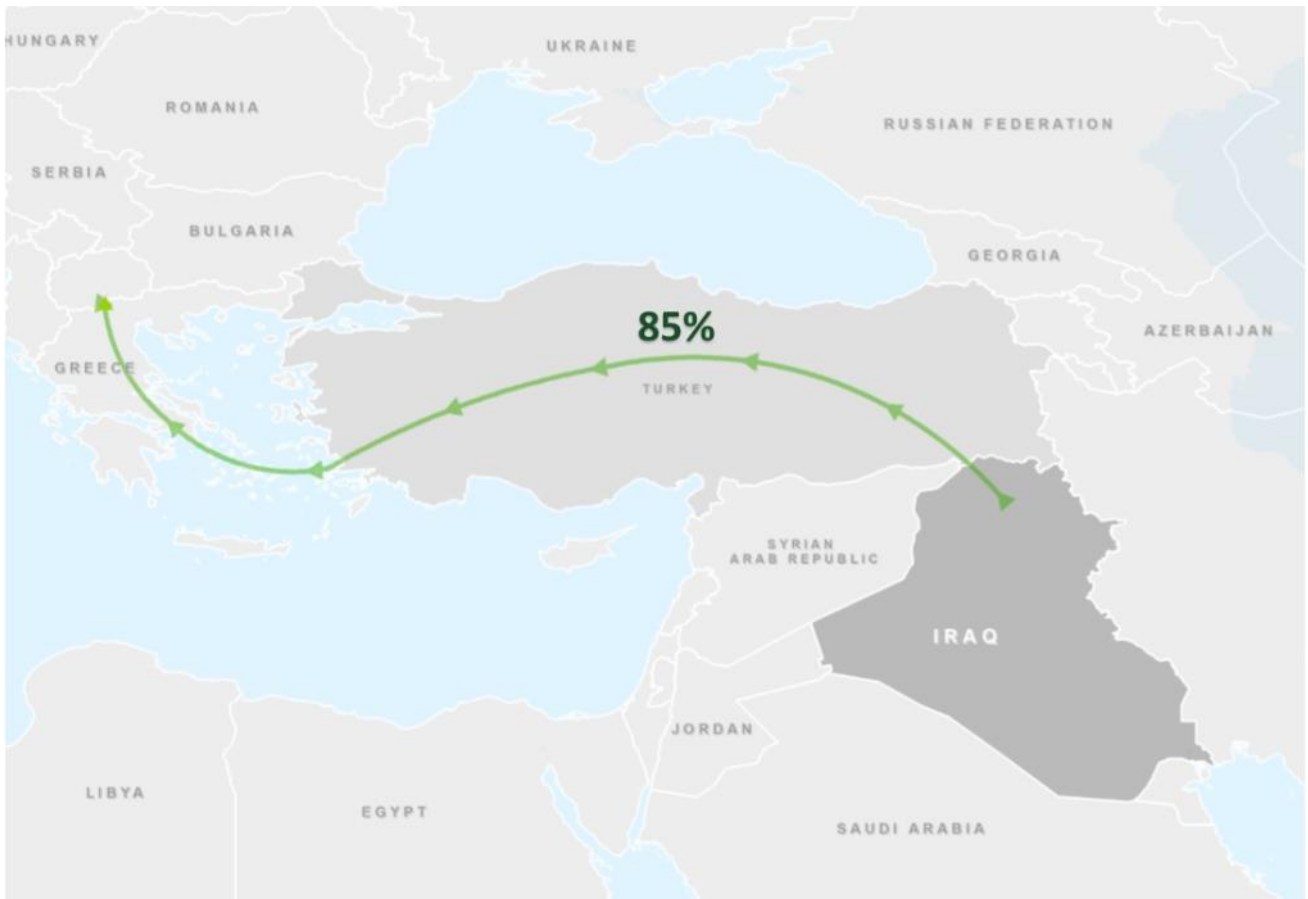 HUNGARY
UKRAINE
ROMANIA
RUSSIAN FEDERATION
SERBIA
BULGARIA
GEORGIA
85%
AZERBAIJAN
GREECE
TURKEY
SYRIAN
ARAB REPUBLIC
IRAQ
JORDAN
LIBYA
EGYPT
SAUDI ARABIA